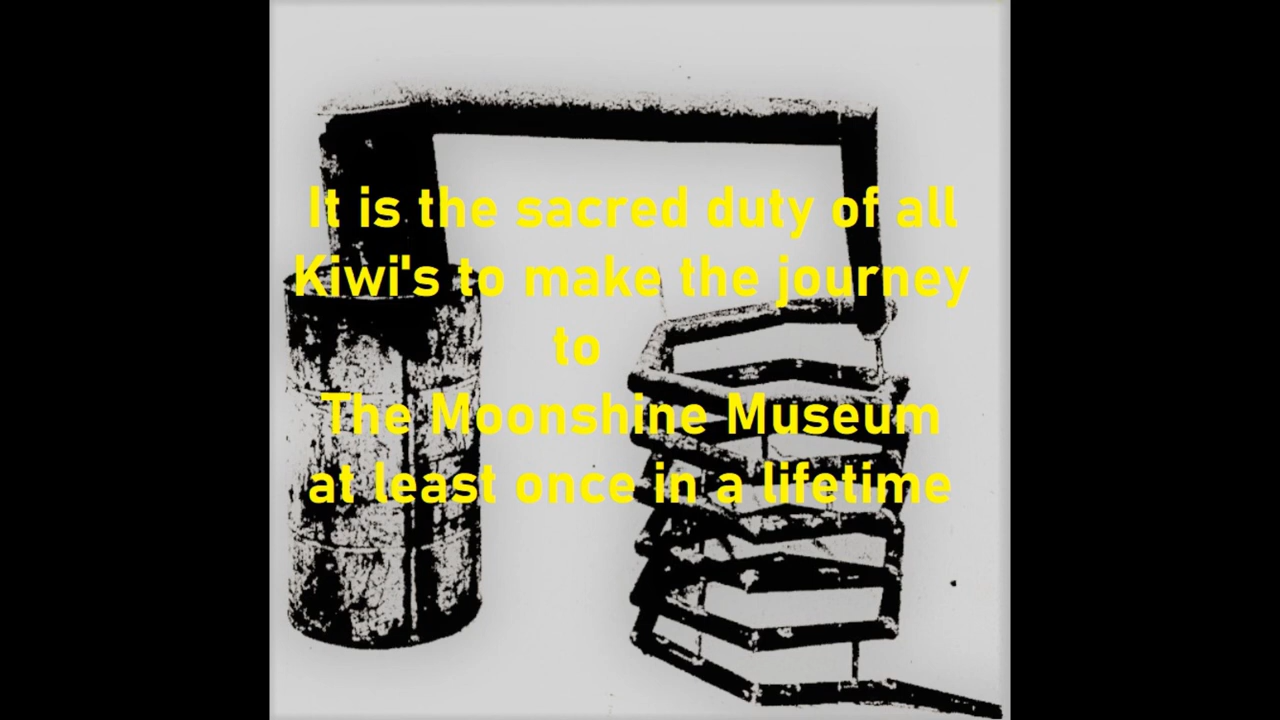 It is the sacred duty of all
Kiwi's to make the journey
to
The Moonshine Museum
at least once in a lifetime